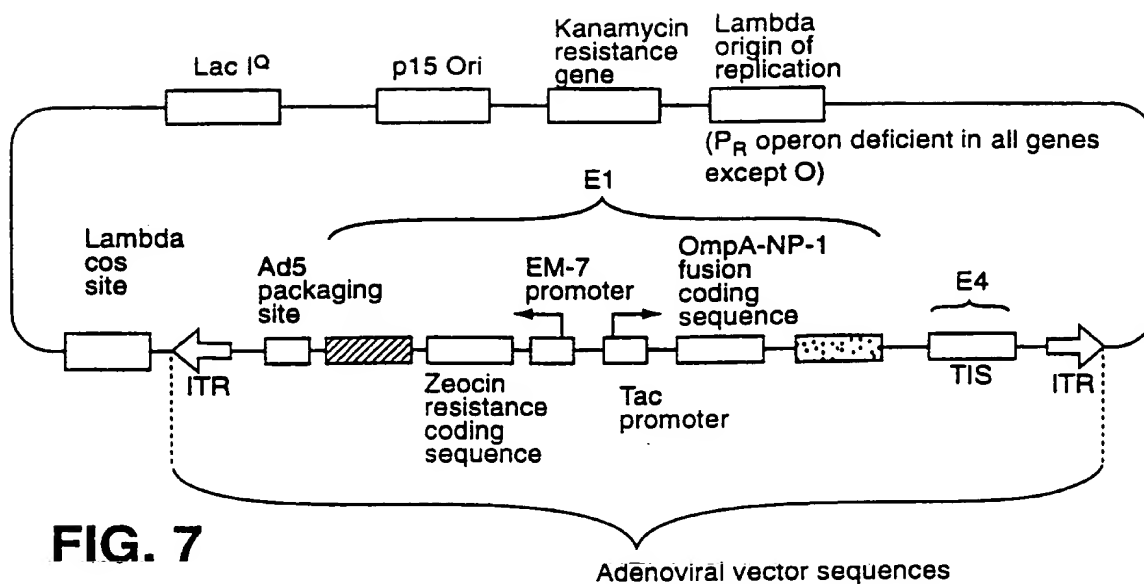 Lac I^Q
p15 Ori
Kanamycin
resistance
gene
Lambda
origin of
replication
(P_R operon deficient in all genes
except O)
E1
Lambda
cos
site
Ad5
packaging
site
EM-7
promoter
OmpA-NP-1
fusion
coding
sequence
E4
ITR
Zeocin
resistance
coding
sequence
Tac
promoter
TIS
ITR
FIG. 7
Adenoviral vector sequences